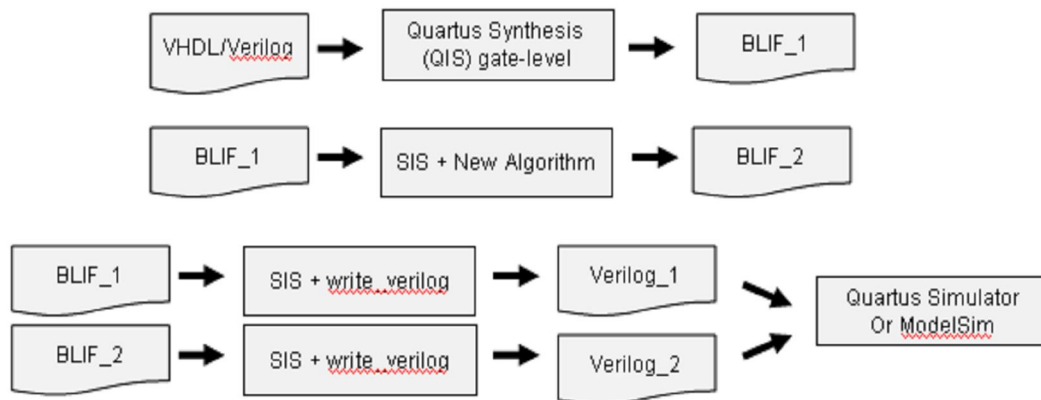 VHDL/Verilog
Quartus Synthesis
(QIS) gate-level
BLIF_1
BLIF_1
SIS + New Algorithm
BLIF_2
BLIF_1
SIS + write_verilog
Verilog_1
BLIF_2
SIS + write_verilog
Verilog_2
Quartus Simulator
Or ModelSim